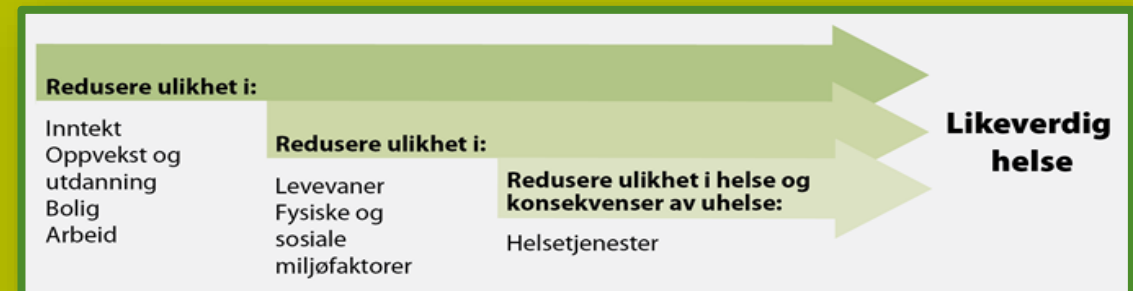 Redusere ulikhet i:
Inntekt
Oppvekst og
utdanning
Bolig
Arbeid
Redusere ulikhet i:
Levevaner
Fysiske og
sosiale
miljøfaktorer
Redusere ulikhet i helse og
konsekvenser av uhelse:
Helsetjenester
Likeverdig
helse